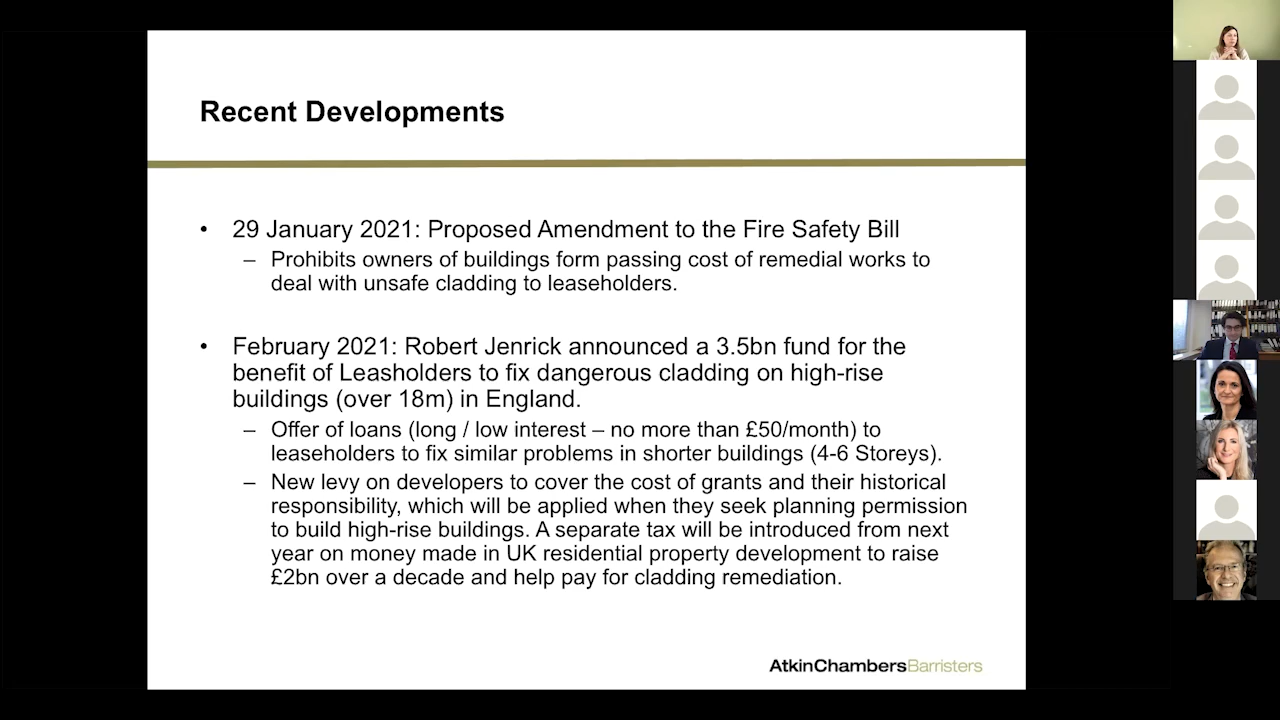 Recent Developments
• 29 January 2021: Proposed Amendment to the Fire Safety Bill
– Prohibits owners of buildings form passing cost of remedial works to
deal with unsafe cladding to leaseholders.
• February 2021: Robert Jenrick announced a 3.5bn fund for the
benefit of Leasholders to fix dangerous cladding on high-rise
buildings (over 18m) in England.
– Offer of loans (long / low interest – no more than £50/month) to
leaseholders to fix similar problems in shorter buildings (4-6 Storeys).
– New levy on developers to cover the cost of grants and their historical
responsibility, which will be applied when they seek planning permission
to build high-rise buildings. A separate tax will be introduced from next
year on money made in UK residential property development to raise
£2bn over a decade and help pay for cladding remediation.
AtkinChambersBarristers